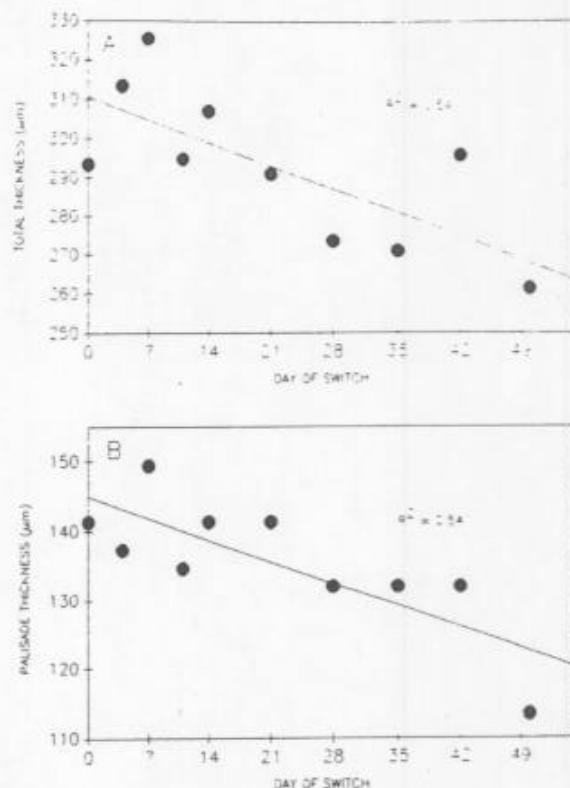 330
A
320
310
300
290
280
270
260
TOTAL THICKNESS (μm)
0 7 14 21 28 35 42
DAY OF SWITCH
B
150
140
130
120
110
PALISADE THICKNESS (μm)
0 7 14 21 28 35 42 49
DAY OF SWITCH